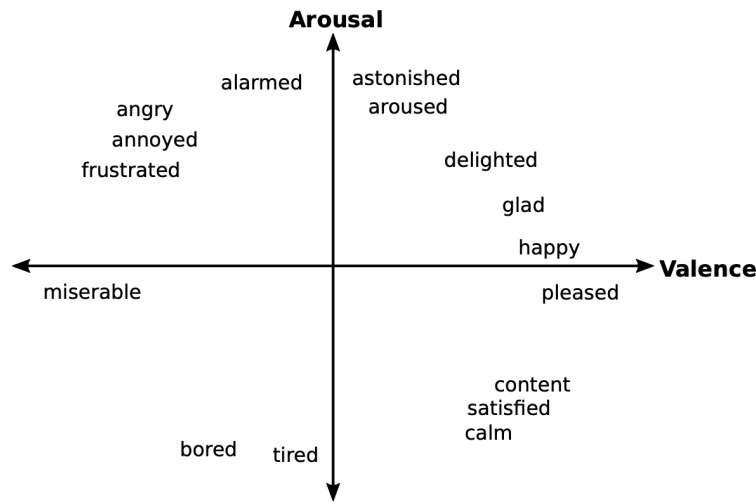 Arousal
alarmed
astonished
aroused
angry
annoyed
frustrated
delighted
glad
happy
Valence
miserable
pleased
content
satisfied
calm
bored
tired